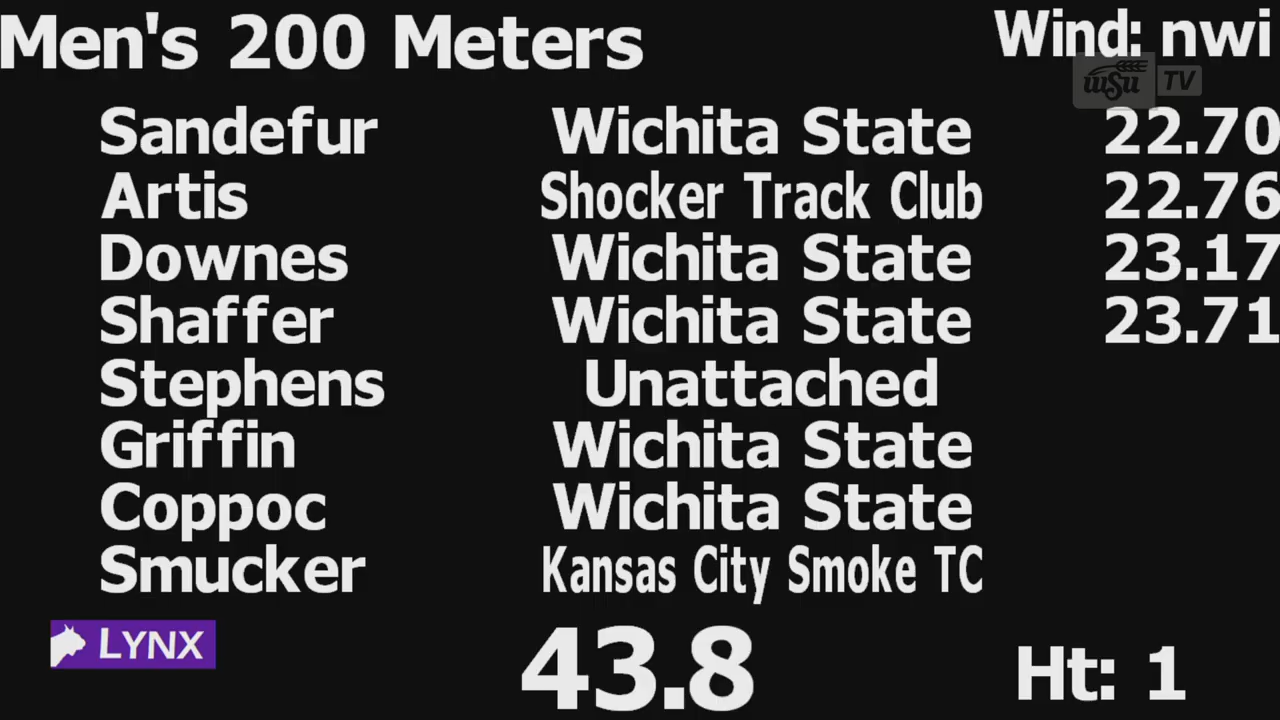 Men's 200 Meters Wind: nwi
WSU TV
Sandefur Wichita State 22.70
Artis Shocker Track Club 22.76
Downes Wichita State 23.17
Shaffer Wichita State 23.71
Stephens Unattached
Griffin Wichita State
Coppoc Wichita State
Smucker Kansas City Smoke TC
LYNX 43.8 Ht: 1